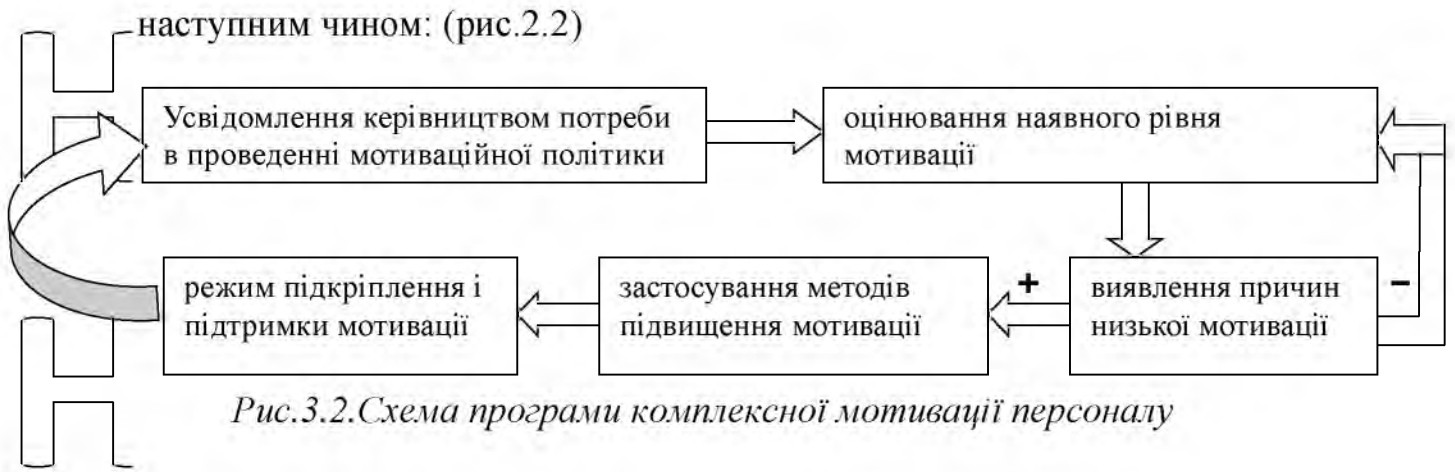 наступним чином: (рис.2.2)
Усвідомлення керівництвом потреби
в проведенні мотиваційної політики
оцінювання наявного рівня
мотивації
режим підкріплення і
підтримки мотивації
застосування методів
підвищення мотивації
+
виявлення причин
низької мотивації
−
Рис.3.2.Схема програми комплексної мотивації персоналу